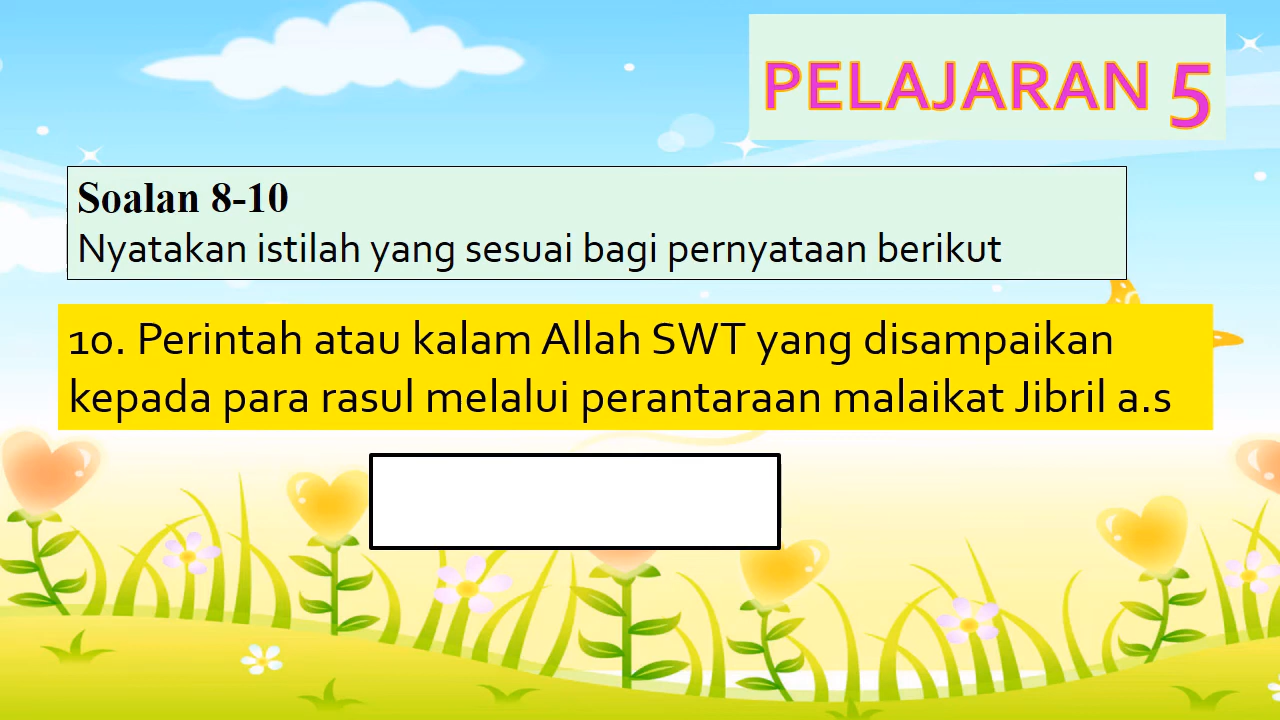 PELAJARAN 5
Soalan 8-10
Nyatakan istilah yang sesuai bagi pernyataan berikut
10. Perintah atau kalam Allah SWT yang disampaikan
kepada para rasul melalui perantaraan malaikat Jibril a.s